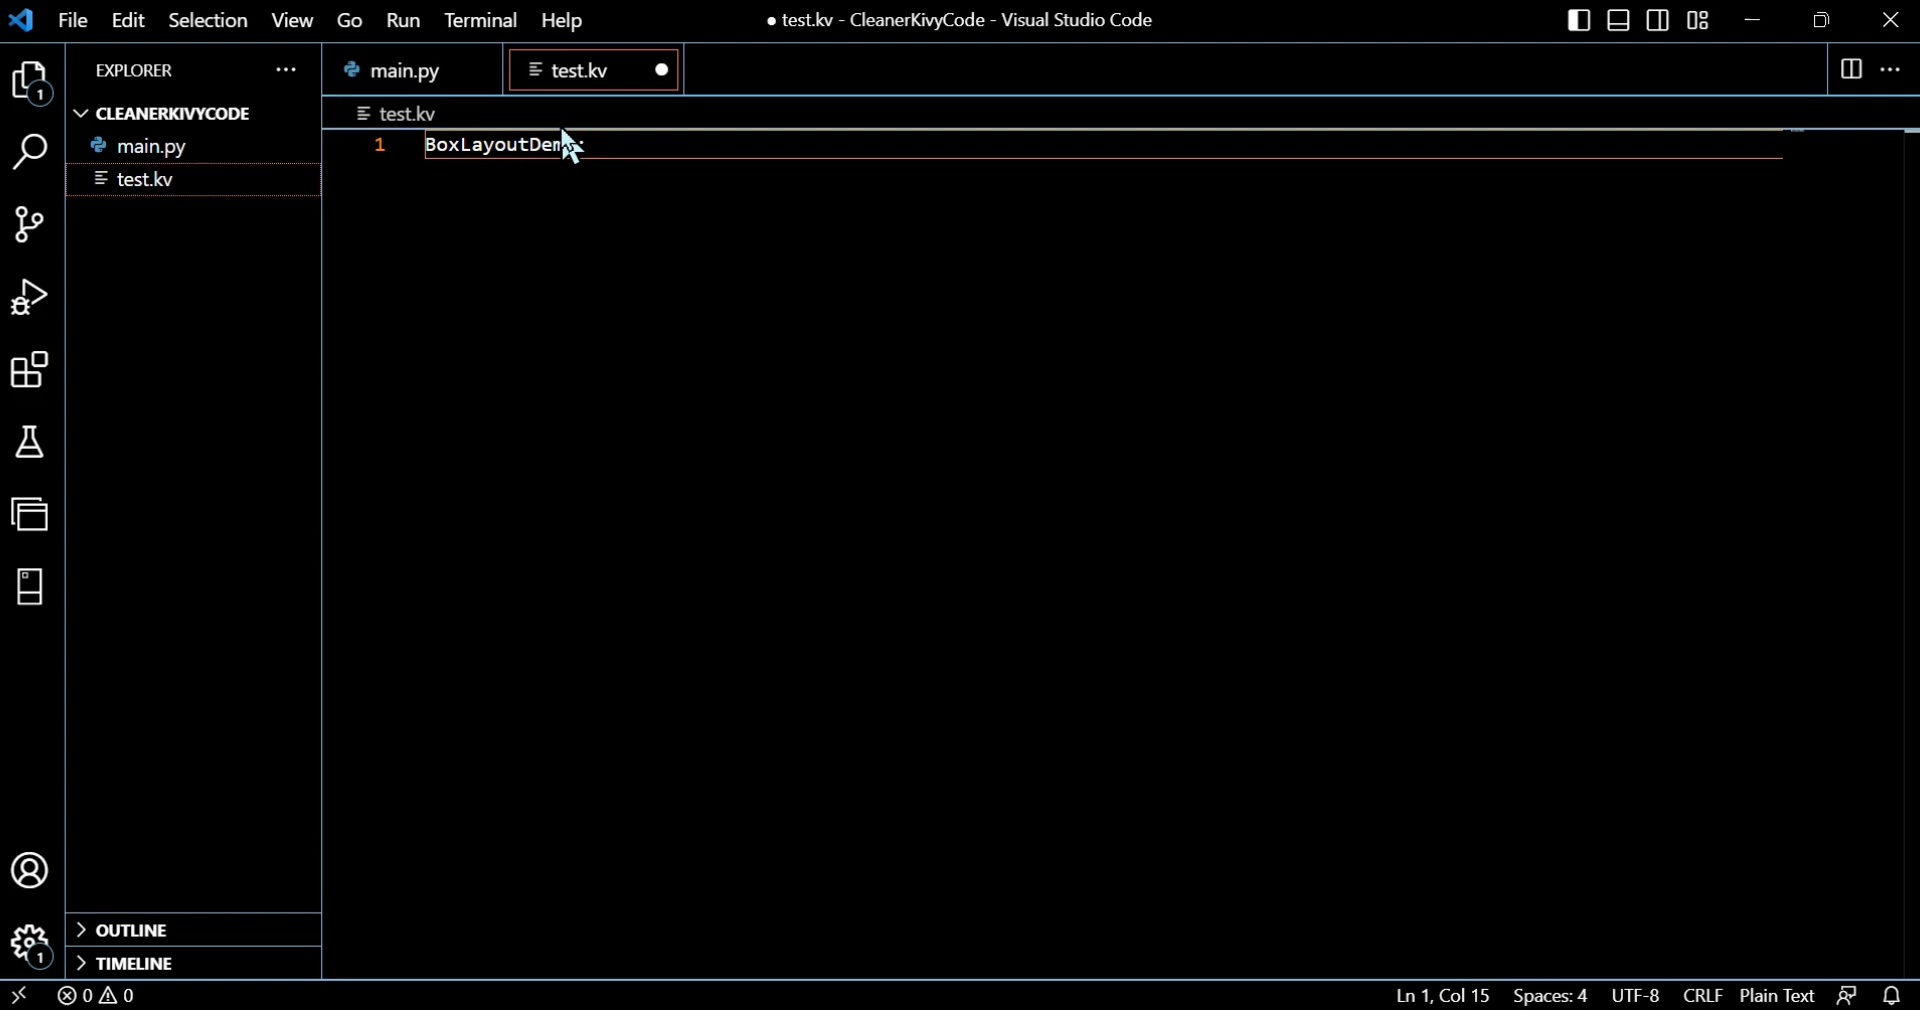 File Edit Selection View Go Run Terminal Help
● test.kv - CleanerKivyCode - Visual Studio Code
EXPLORER
main.py
test.kv
1
CLEANERKIVYCODE
test.kv
main.py
1
test.kv
OUTLINE
1
TIMELINE
0 0
Ln 1, Col 15 Spaces: 4 UTF-8 CRLF Plain Text